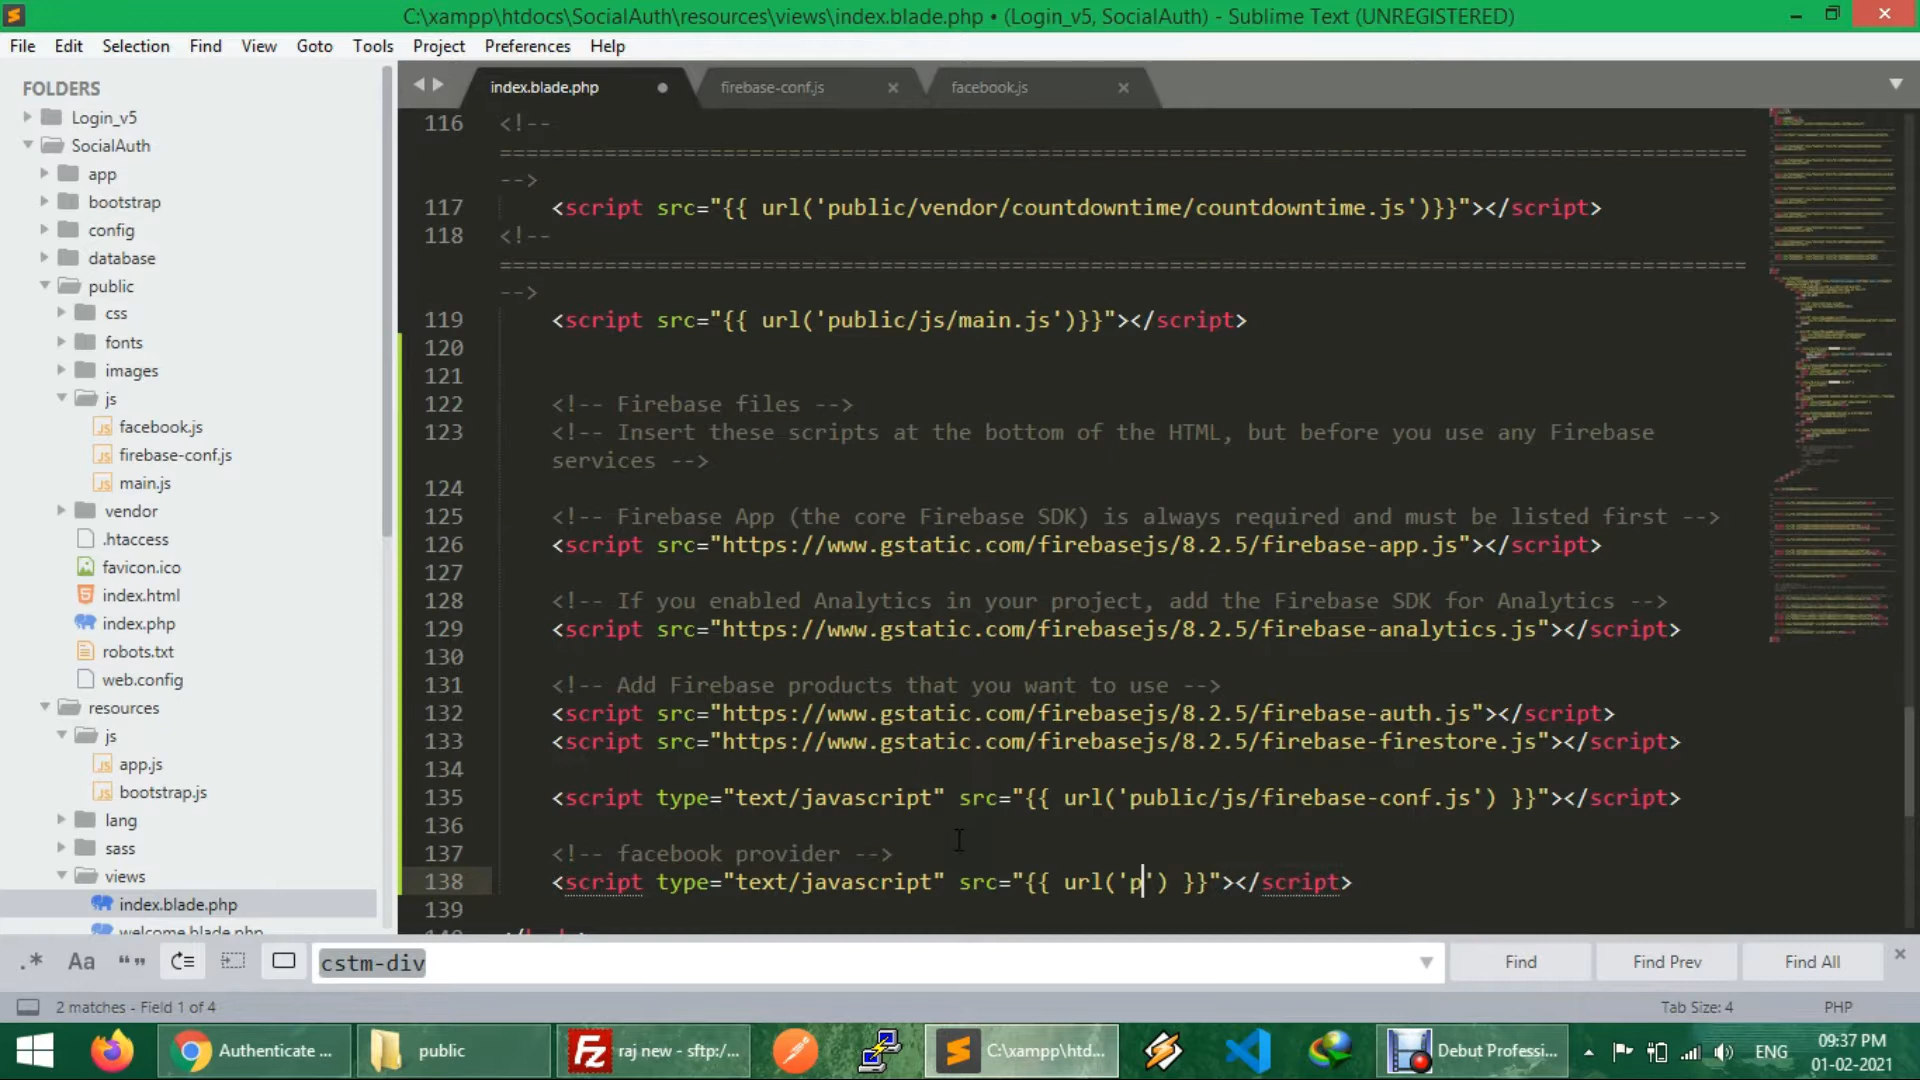 C:\xampp\htdocs\SocialAuth\resources\views\index.blade.php • (Login_v5, SocialAuth) - Sublime Text (UNREGISTERED)
File Edit Selection Find View Goto Tools Project Preferences Help
FOLDERS
Login_v5
SocialAuth
app
bootstrap
config
database
public
css
fonts
images
js
facebook.js
firebase-conf.js
main.js
vendor
.htaccess
favicon.ico
index.html
index.php
robots.txt
web.config
resources
js
app.js
bootstrap.js
lang
sass
views
index.blade.php
welcome.blade.php
index.blade.php firebase-conf.js facebook.js
116 <!--
===============================================================================================
-->
117 <script src="{{ url('public/vendor/countdowntime/countdowntime.js')}}"></script>
118 <!--
===============================================================================================
-->
119 <script src="{{ url('public/js/main.js')}}"></script>
120
121
122 <!-- Firebase files -->
123 <!-- Insert these scripts at the bottom of the HTML, but before you use any Firebase
services -->
124
125 <!-- Firebase App (the core Firebase SDK) is always required and must be listed first -->
126 <script src="https://www.gstatic.com/firebasejs/8.2.5/firebase-app.js"></script>
127
128 <!-- If you enabled Analytics in your project, add the Firebase SDK for Analytics -->
129 <script src="https://www.gstatic.com/firebasejs/8.2.5/firebase-analytics.js"></script>
130
131 <!-- Add Firebase products that you want to use -->
132 <script src="https://www.gstatic.com/firebasejs/8.2.5/firebase-auth.js"></script>
133 <script src="https://www.gstatic.com/firebasejs/8.2.5/firebase-firestore.js"></script>
134
135 <script type="text/javascript" src="{{ url('public/js/firebase-conf.js') }}"></script>
136
137 <!-- facebook provider -->
138 <script type="text/javascript" src="{{ url('p') }}"></script>
139
.* Aa “” cstm-div Find Find Prev Find All
2 matches - Field 1 of 4 Tab Size: 4 PHP
Authenticate ... public raj new - sftp:/... C:\xampp\htd... Debut Professi... ENG 09:37 PM
01-02-2021